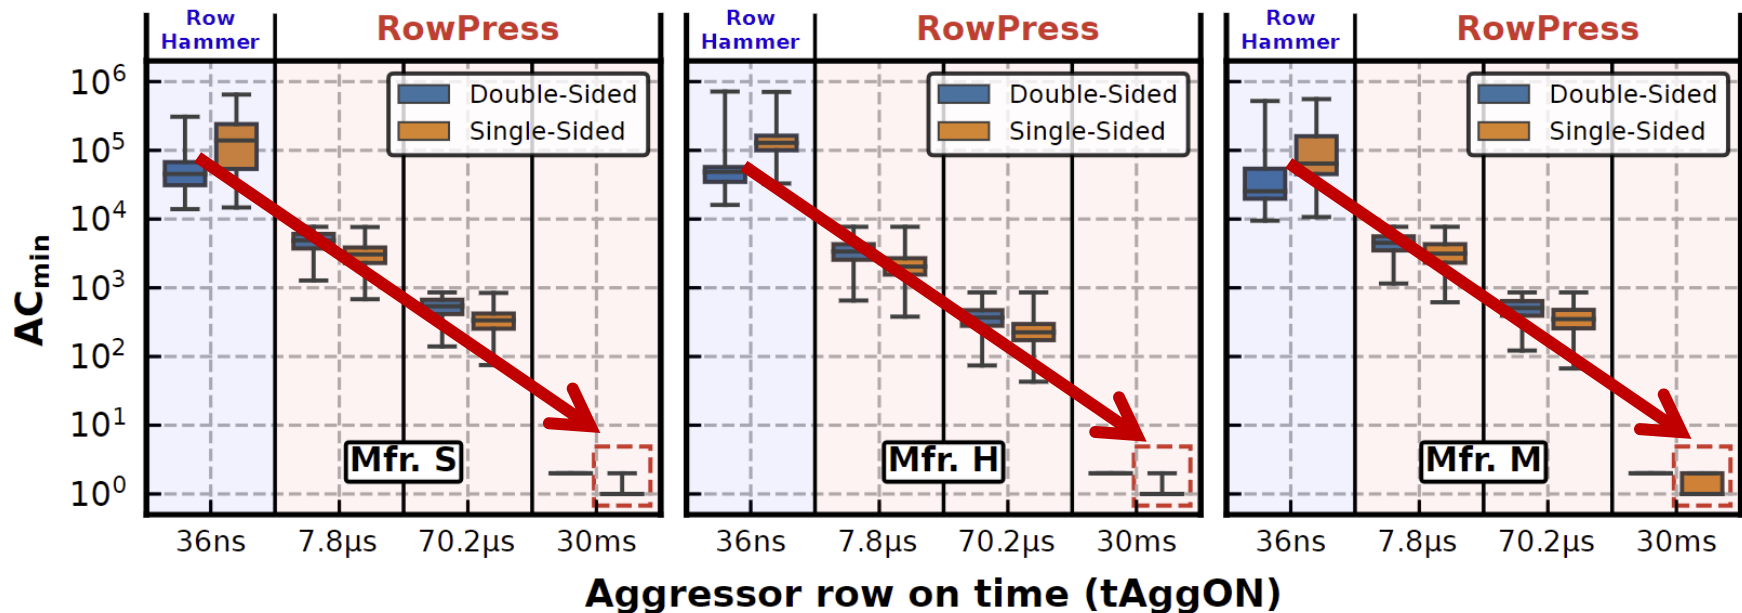 Row
Hammer
RowPress
Row
Hammer
RowPress
Row
Hammer
RowPress
10⁶
10⁵
10⁴
10³
10²
10¹
10⁰
ACmin
Double-Sided
Single-Sided
Double-Sided
Single-Sided
Double-Sided
Single-Sided
Mfr. S
Mfr. H
Mfr. M
36ns 7.8μs 70.2μs 30ms
36ns 7.8μs 70.2μs 30ms
36ns 7.8μs 70.2μs 30ms
Aggressor row on time (tAggON)